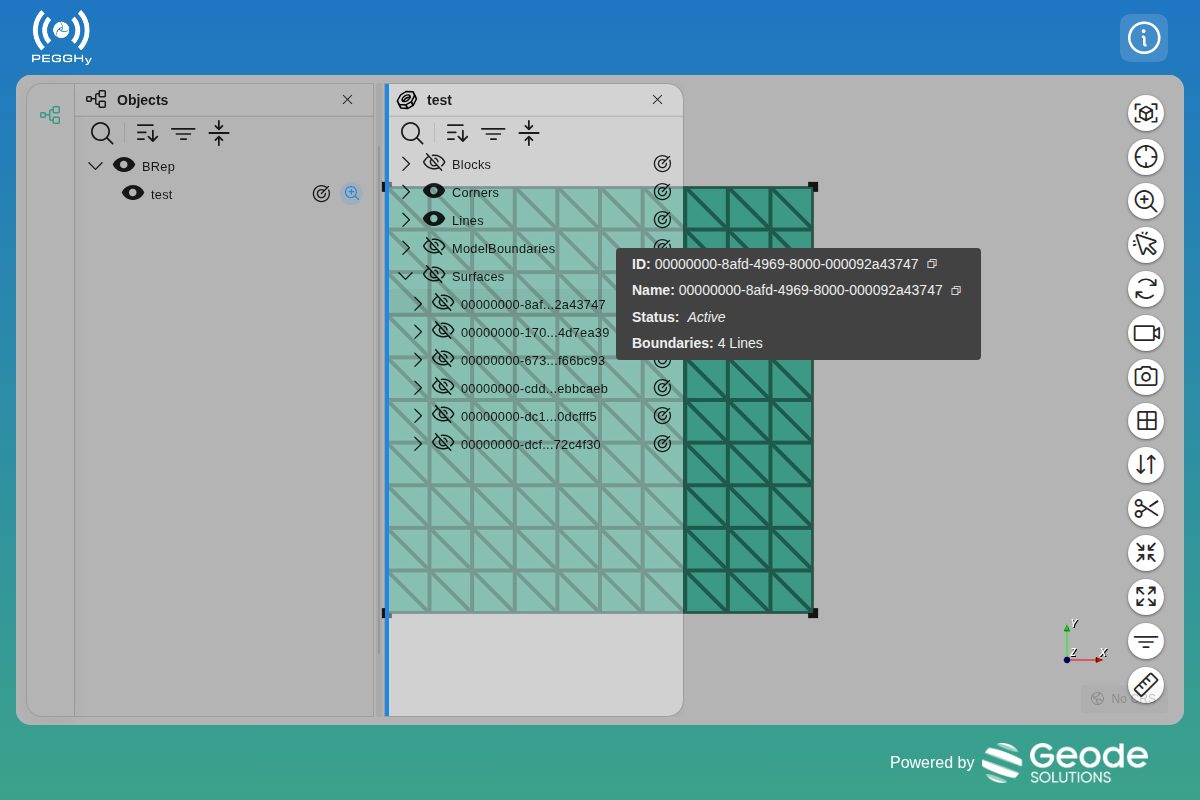 PEGGHy
Objects
BRep
test
test
Blocks
Corners
Lines
ModelBoundaries
Surfaces
00000000-8af...2a43747
00000000-170...4d7ea39
00000000-673...f66bc93
00000000-cdd...ebbcaeb
00000000-dc1...0dcfff5
00000000-dcf...72c4f30
ID: 00000000-8afd-4969-8000-000092a43747
Name: 00000000-8afd-4969-8000-000092a43747
Status: Active
Boundaries: 4 Lines
Y
Z X
No CRS
Powered by Geode
SOLUTIONS